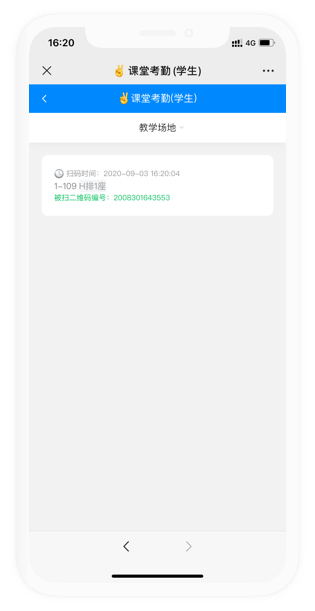 16:20
4G
✌️ 课堂考勤 (学生)
✌️课堂考勤(学生)
教学场地
扫码时间：2020-09-03 16:20:04
1-109 H排1座
被扫二维码编号：2008301643553